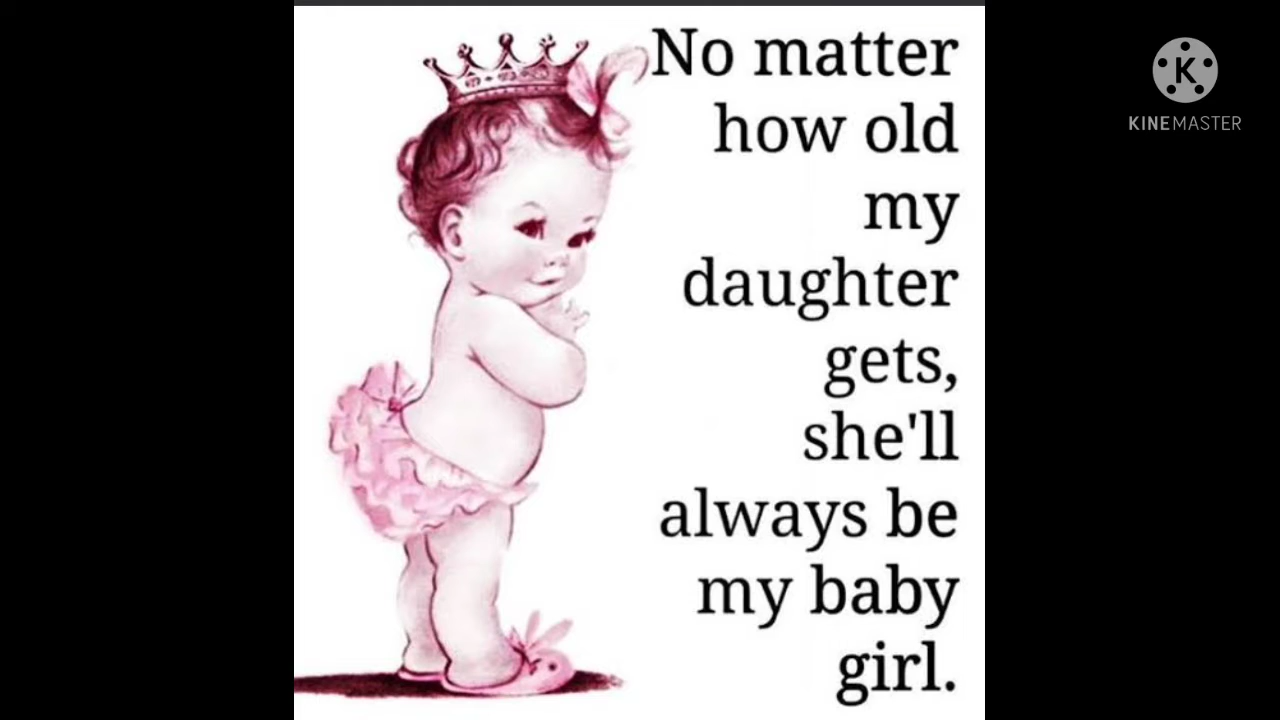 No matter
how old
my
daughter
gets,
she'll
always be
my baby
girl.
K
KINEMASTER